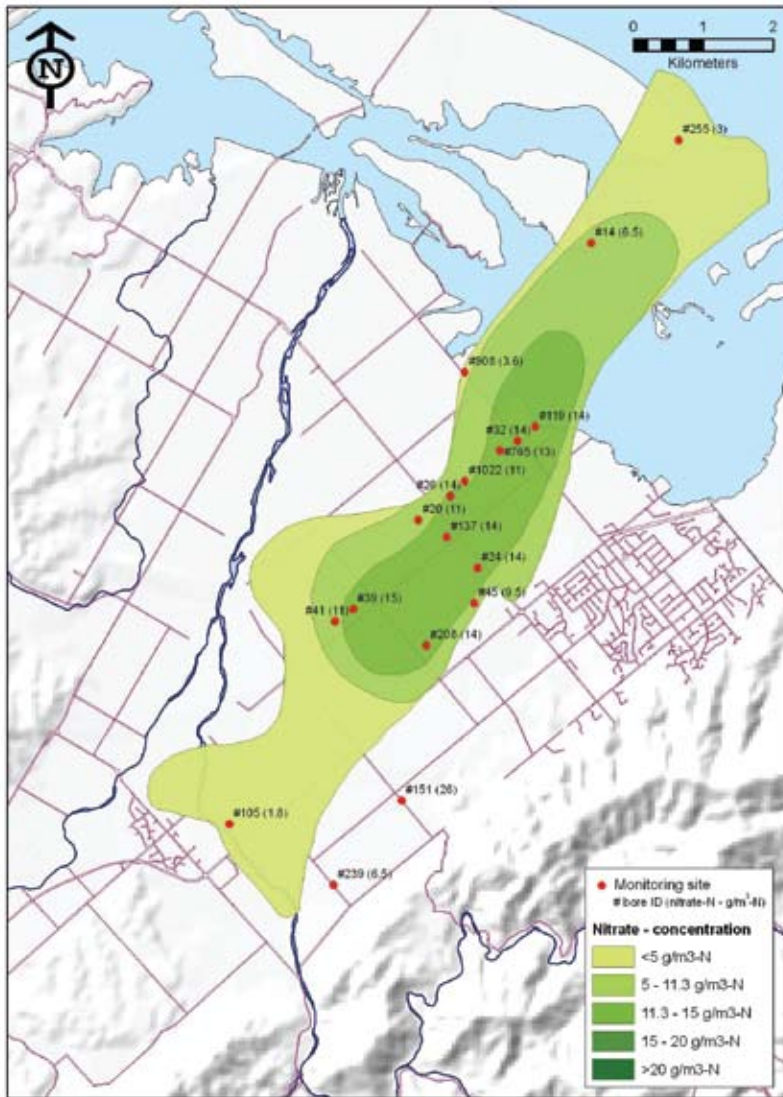 N
0 2
Kilometers
#255 (3)
#14 (6.5)
#908 (3.6)
#119 (14)
#32 (14)
#765 (13)
#1022 (11)
#29 (14)
#20 (11)
#137 (14)
#24 (14)
#39 (15)
#45 (9.5)
#41 (11)
#208 (14)
#151 (26)
#105 (1.8)
#239 (6.5)
Monitoring site
# bore ID (nitrate-N - g/m³-N)
Nitrate - concentration
<5 g/m3-N
5 - 11.3 g/m3-N
11.3 - 15 g/m3-N
15 - 20 g/m3-N
>20 g/m3-N